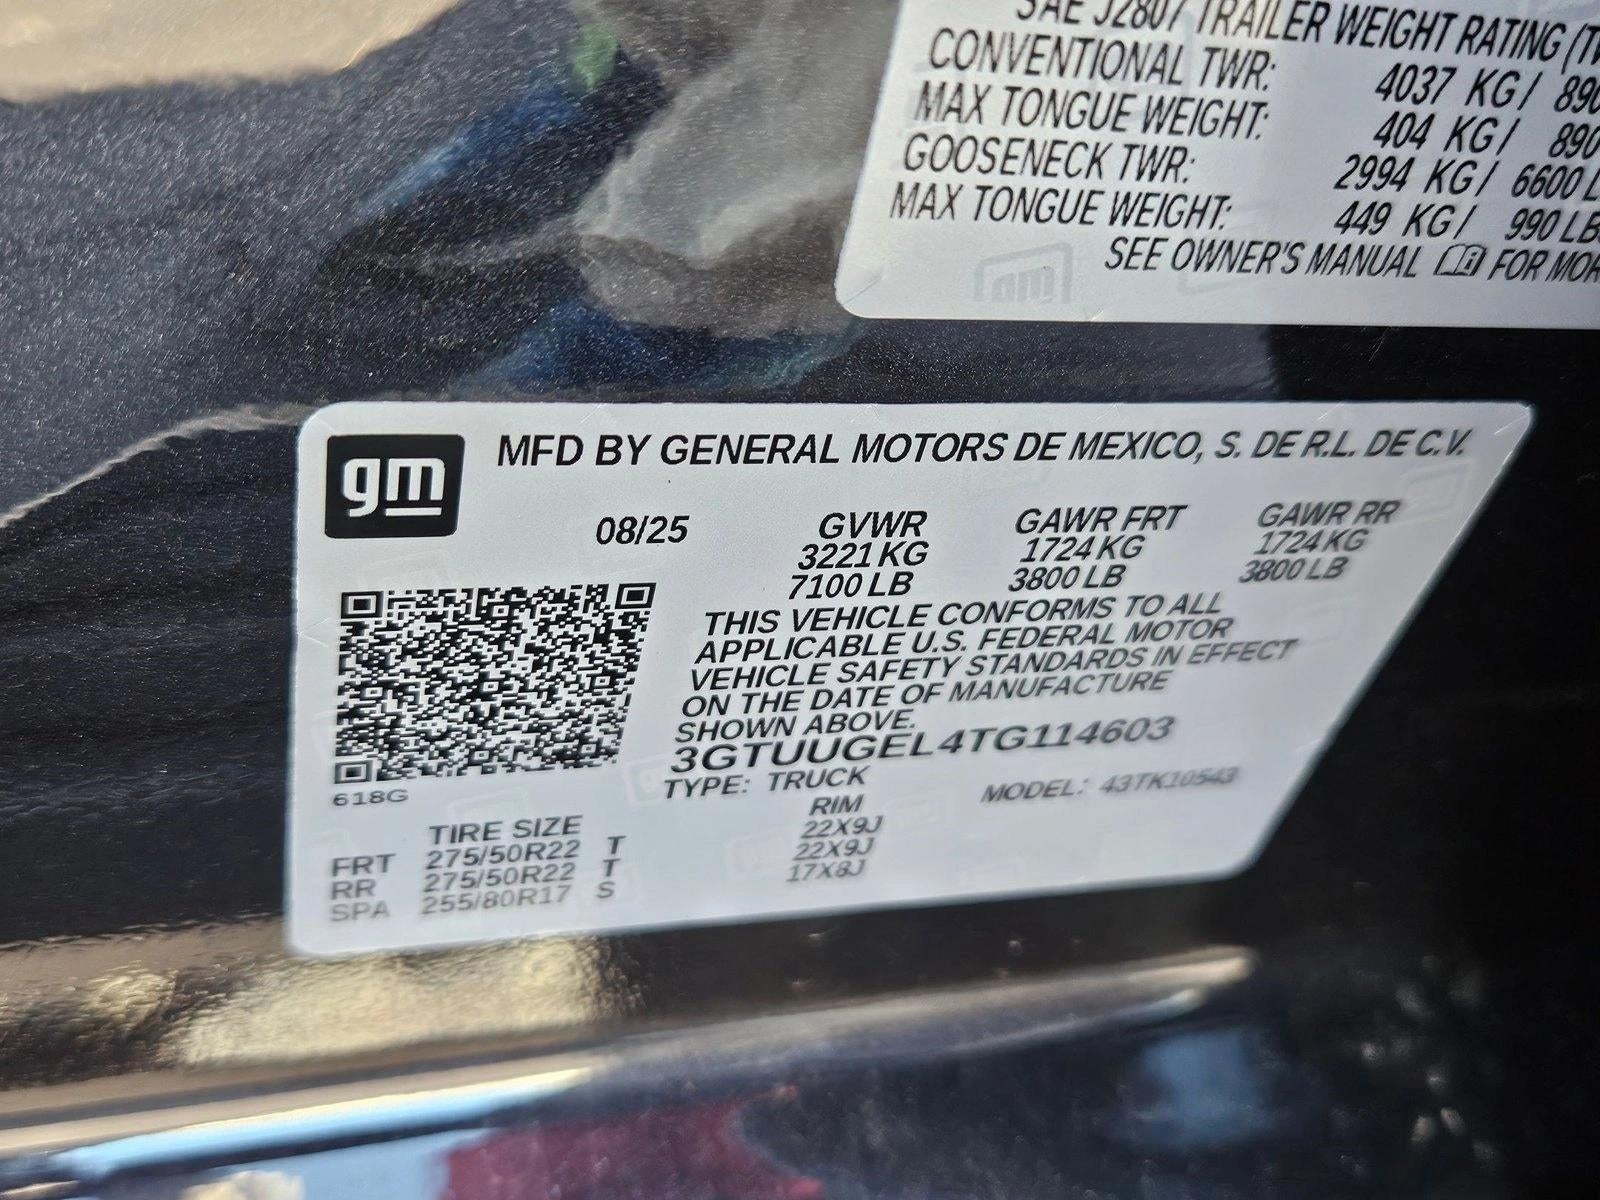 SAE J2807 TRAILER WEIGHT RATING
CONVENTIONAL TWR: 4037 KG/
MAX TONGUE WEIGHT: 404 KG/ 890
GOOSENECK TWR: 2994 KG/ 6600
MAX TONGUE WEIGHT: 449 KG/ 990 LB
SEE OWNER'S MANUAL FOR
gm
gm
MFD BY GENERAL MOTORS DE MEXICO, S. DE R.L. DE C.V.
08/25 GVWR GAWR FRT GAWR RR
3221 KG 1724 KG 1724 KG
7100 LB 3800 LB 3800 LB
THIS VEHICLE CONFORMS TO ALL
APPLICABLE U.S. FEDERAL MOTOR
VEHICLE SAFETY STANDARDS IN EFFECT
ON THE DATE OF MANUFACTURE
SHOWN ABOVE.
3GTUUGEL4TG114603
TYPE: TRUCK MODEL: 43TK10543
618G
TIRE SIZE RIM
FRT 275/50R22 T 22X9J
RR 275/50R22 T 22X9J
SPA 255/80R17 S 17X8J